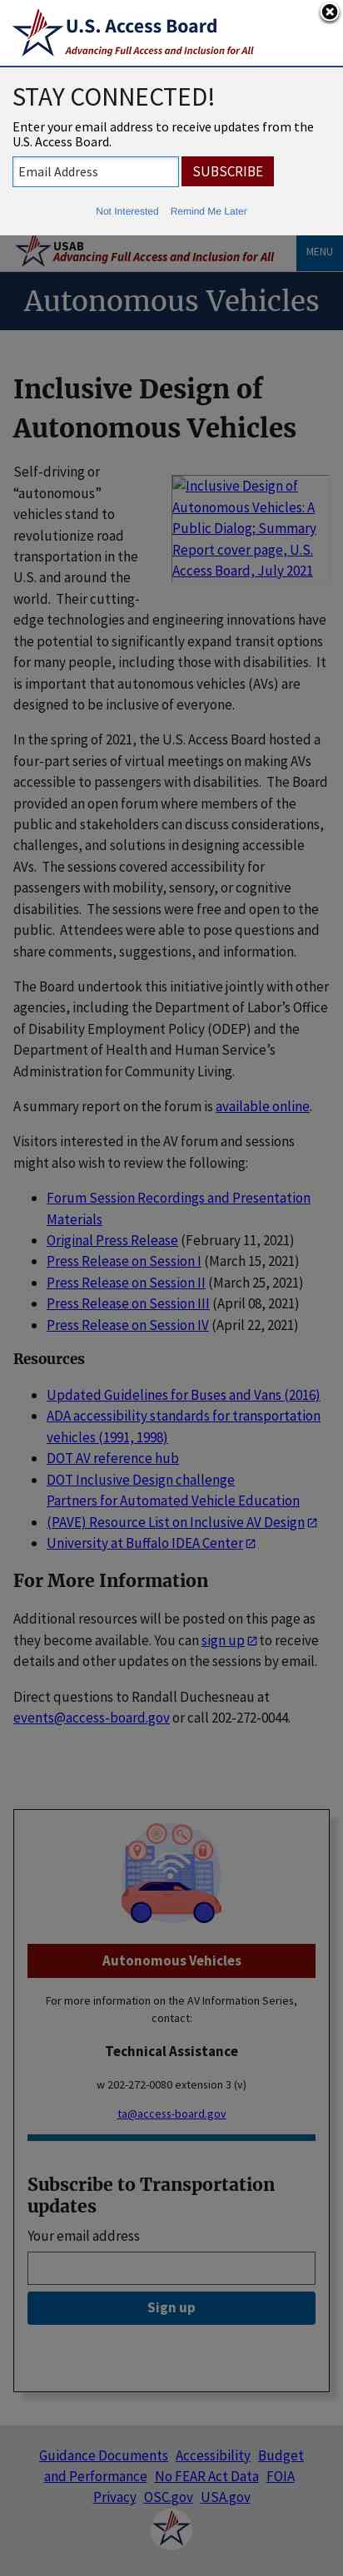 U.S. Access Board
Advancing Full Access and Inclusion for All
STAY CONNECTED!
Enter your email address to receive updates from the
U.S. Access Board.
Email Address
SUBSCRIBE
Not Interested Remind Me Later
USAB
Advancing Full Access and Inclusion for All
MENU
Autonomous Vehicles
Inclusive Design of
Autonomous Vehicles
Inclusive Design of
Autonomous Vehicles: A
Public Dialog; Summary
Report cover page, U.S.
Access Board, July 2021
Self-driving or
“autonomous”
vehicles stand to
revolutionize road
transportation in the
U.S. and around the
world.  Their cutting-
edge technologies and engineering innovations have
the potential to significant expand transit options
for many people, including those with disabilities.  It
is important that autonomous vehicles (AVs) are
designed to be inclusive of everyone.
In the spring of 2021, the U.S. Access Board hosted a
four-part series of virtual meetings on making AVs
accessible to passengers with disabilities.  The Board
provided an open forum where members of the
public and stakeholders can discuss considerations,
challenges, and solutions in designing accessible
AVs.  The sessions covered accessibility for
passengers with mobility, sensory, or cognitive
disabilities.  The sessions were free and open to the
public.  Attendees were able to pose questions and
share comments, suggestions, and information.
The Board undertook this initiative jointly with other
agencies, including the Department of Labor’s Office
of Disability Employment Policy (ODEP) and the
Department of Health and Human Service’s
Administration for Community Living.
A summary report on the forum is available online.
Visitors interested in the AV forum and sessions
might also wish to review the following:
Forum Session Recordings and Presentation
Materials
Original Press Release (February 11, 2021)
Press Release on Session I (March 15, 2021)
Press Release on Session II (March 25, 2021)
Press Release on Session III (April 08, 2021)
Press Release on Session IV (April 22, 2021)
Resources
Updated Guidelines for Buses and Vans (2016)
ADA accessibility standards for transportation
vehicles (1991, 1998)
DOT AV reference hub
DOT Inclusive Design challenge
Partners for Automated Vehicle Education
(PAVE) Resource List on Inclusive AV Design
University at Buffalo IDEA Center
For More Information
Additional resources will be posted on this page as
they become available. You can sign up to receive
details and other updates on the sessions by email.
Direct questions to Randall Duchesneau at
events@access-board.gov or call 202-272-0044.
Autonomous Vehicles
For more information on the AV Information Series,
contact:
Technical Assistance
w 202-272-0080 extension 3 (v)
ta@access-board.gov
Subscribe to Transportation
updates
Your email address
Sign up
Guidance Documents Accessibility Budget
and Performance No FEAR Act Data FOIA
Privacy OSC.gov USA.gov